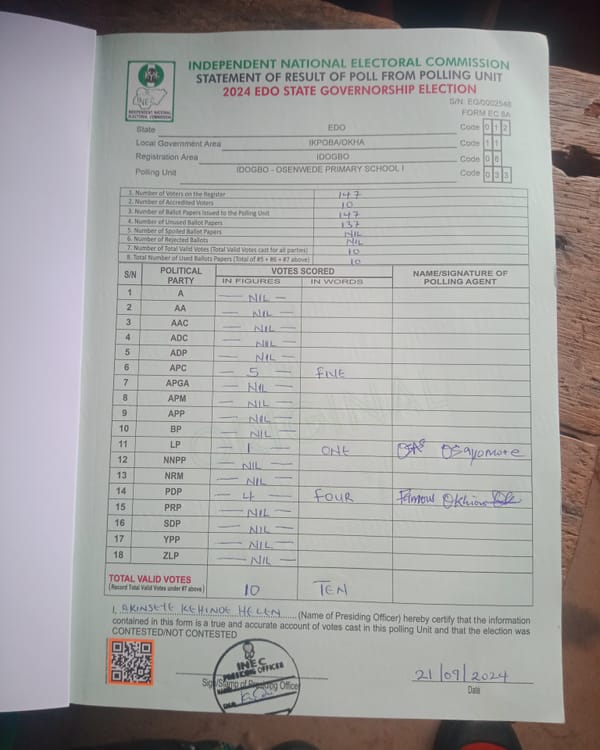 INDEPENDENT NATIONAL ELECTORAL COMMISSION
STATEMENT OF RESULT OF POLL FROM POLLING UNIT
2024 EDO STATE GOVERNORSHIP ELECTION
INEC
INDEPENDENT NATIONAL ELECTORAL COMMISSION
S/N: EG/0002548
FORM EC 8A
State EDO Code 0 1 2
Local Government Area IKPOBA/OKHA Code 1 1
Registration Area IDOGBO Code 0 6
Polling Unit IDOGBO - OSENWEDE PRIMARY SCHOOL I Code 0 3 3
1. Number of Voters on the Register 147
2. Number of Accredited Voters 10
3. Number of Ballot Papers Issued to the Polling Unit 147
4. Number of Unused Ballot Papers 137
5. Number of Spoiled Ballot Papers NIL
6. Number of Rejected Ballots NIL
7. Number of Total Valid Votes (Total Valid Votes cast for all parties) 10
8. Total Number of Used Ballots Papers (Total of #5 + #6 + #7 above) 10
S/N POLITICAL PARTY VOTES SCORED NAME/SIGNATURE OF POLLING AGENT
IN FIGURES IN WORDS
1 A — NIL —
2 AA — NIL —
3 AAC — NIL —
4 ADC — NIL —
5 ADP — NIL —
6 APC — 5 — FIVE
7 APGA — NIL —
8 APM — NIL —
9 APP — NIL —
10 BP — NIL —
11 LP — 1 — ONE Osayomore
12 NNPP — NIL —
13 NRM — NIL —
14 PDP — 4 — FOUR Famous
15 PRP — NIL —
16 SDP — NIL —
17 YPP — NIL —
18 ZLP — NIL —
TOTAL VALID VOTES 10 TEN
(Record Total Valid Votes under #7 above)
I, AKINSEYE KEHINDE HELEN (Name of Presiding Officer) hereby certify that the information
contained in this form is a true and accurate account of votes cast in this polling Unit and that the election was
CONTESTED/NOT CONTESTED
INEC
PRESIDING OFFICER
Sign/Stamp of Presiding Officer
21/09/2024
Date